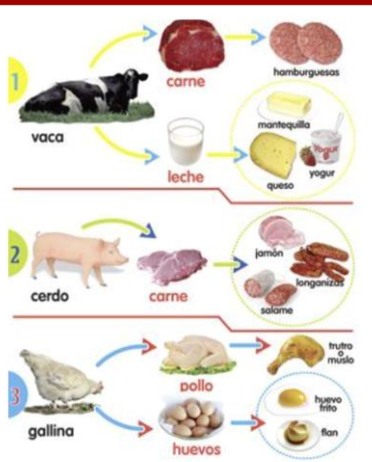 1
carne
hamburguesas
vaca
mantequilla
Yogur
leche
queso
yogur
2
jamón
longanizas
cerdo
carne
salame
3
pollo
trutro
o
muslo
huevo
frito
gallina
huevos
flan